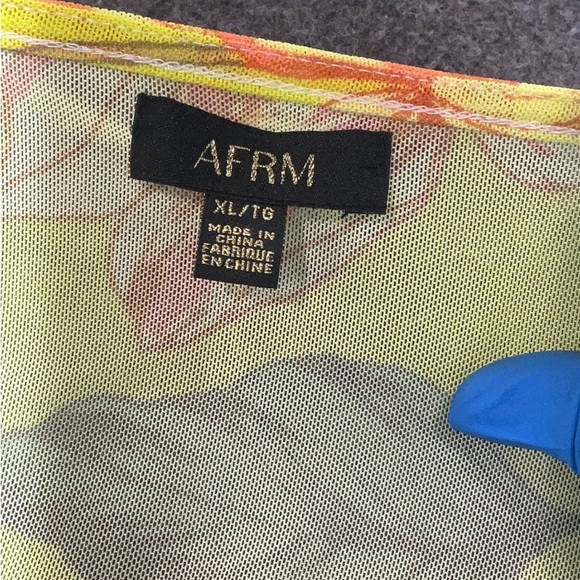 AFRM
XL/TG
MADE IN
CHINA
FABRIQUE
EN CHINE